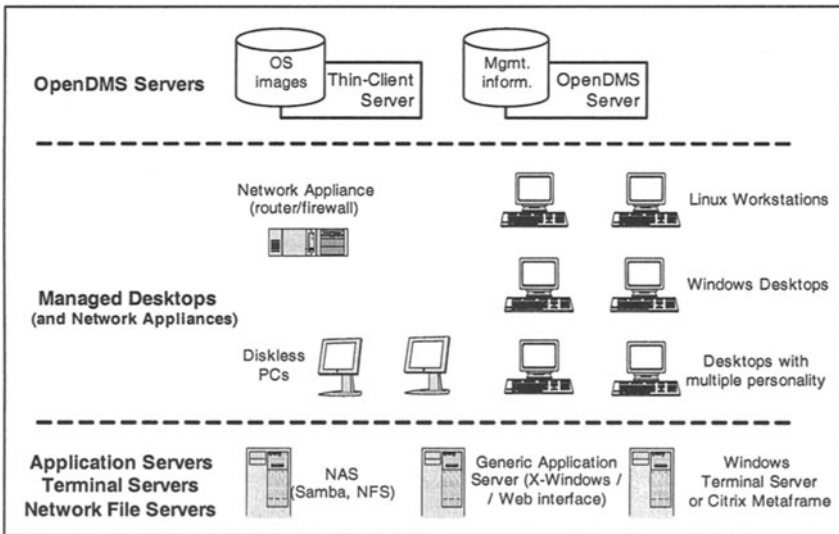 OpenDMS Servers
OS
images
Thin-Client
Server
Mgmt.
inform.
OpenDMS
Server
Network Appliance
(router/firewall)
Linux Workstations
Windows Desktops
Managed Desktops
(and Network Appliances)
Diskless
PCs
Desktops with
multiple personality
Application Servers
Terminal Servers
Network File Servers
NAS
(Samba, NFS)
Generic Application
Server (X-Windows /
/ Web interface)
Windows
Terminal Server
or Citrix Metaframe